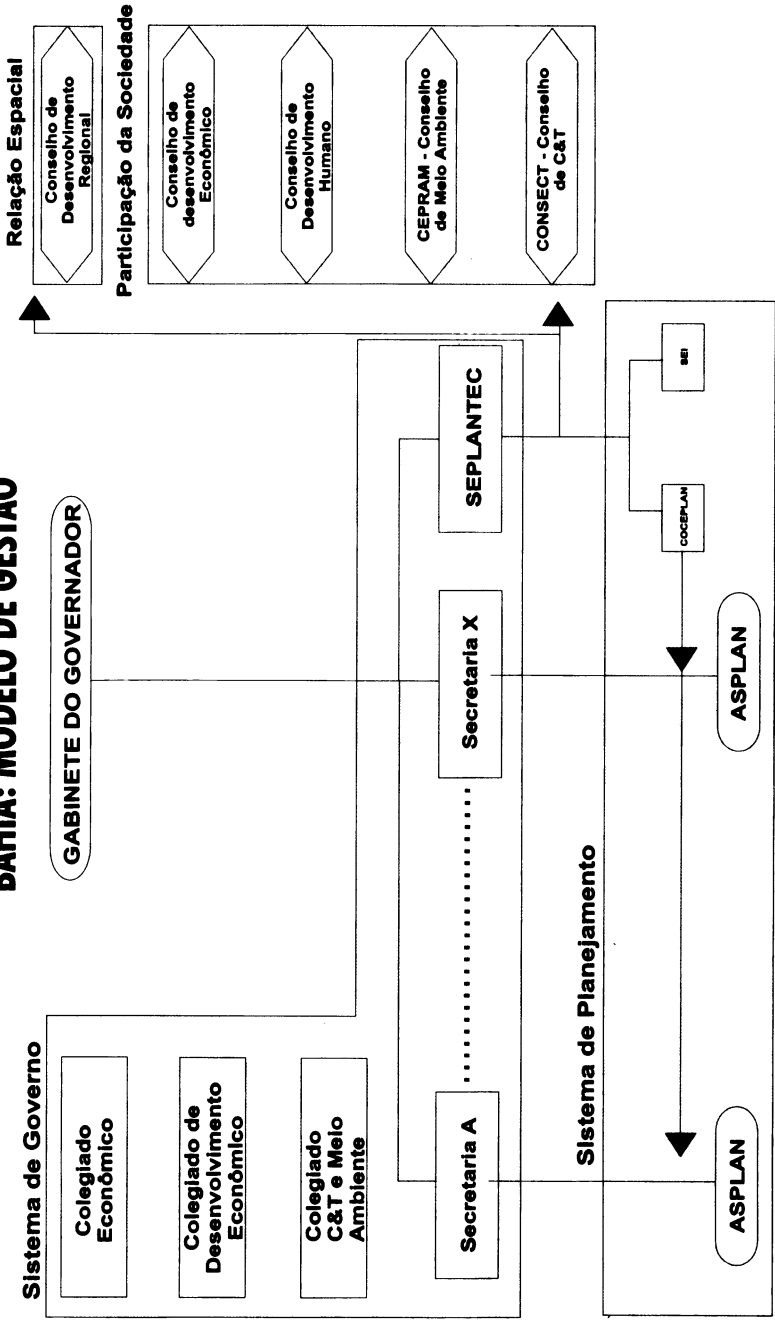 BAHIA: MODELO DE GESTÃO
Sistema de Governo
Colegiado
Econômico
Colegiado de
Desenvolvimento
Econômico
Colegiado
C&T e Meio
Ambiente
GABINETE DO GOVERNADOR
Secretaria A
Secretaria X
SEPLANTEC
Relação Espacial
Conselho de
Desenvolvimento
Regional
Participação da Sociedade
Conselho de
desenvolvimento
Econômico
Conselho de
Desenvolvimento
Humano
CEPRAM - Conselho
de Meio Ambiente
CONSECT - Conselho
de C&T
Sistema de Planejamento
COCEPLAN
SEI
ASPLAN
ASPLAN